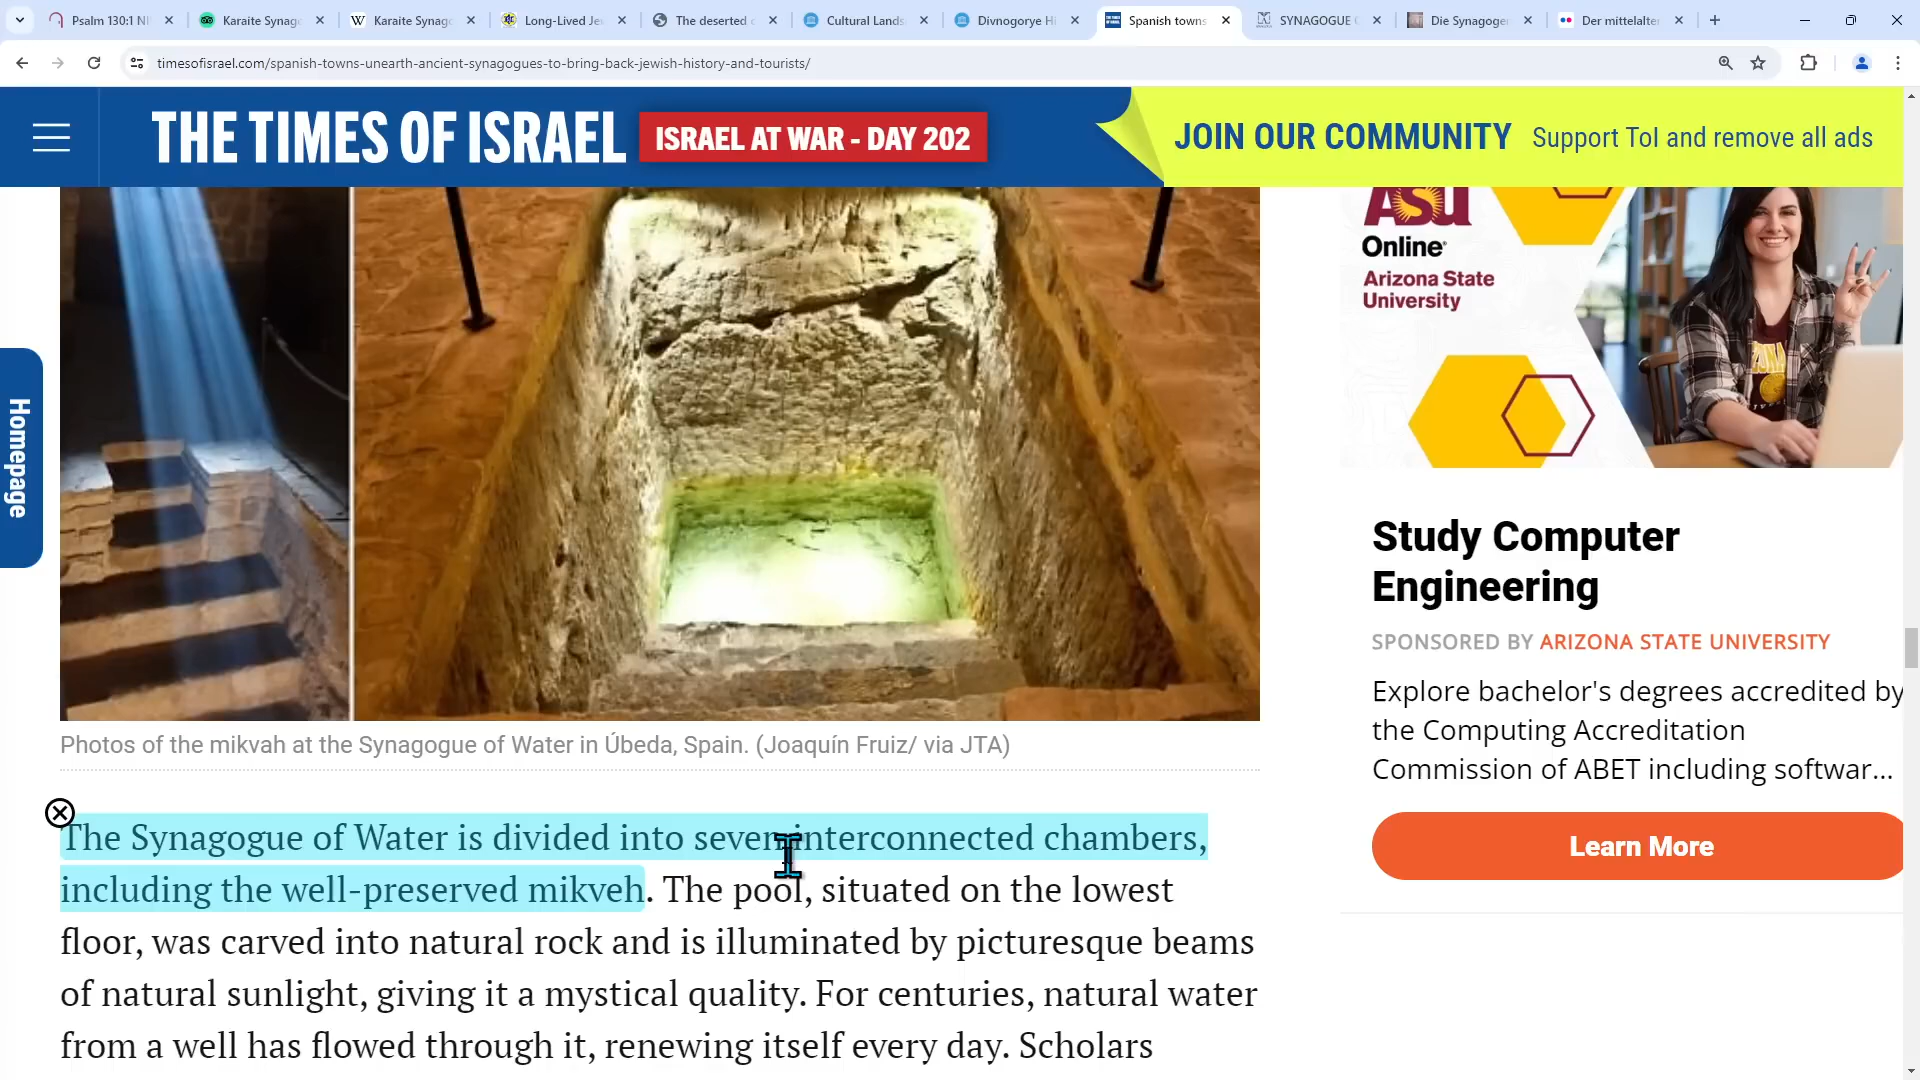 Psalm 130:1 NI
Karaite Synag
Karaite Synag
Long-Lived Je
The deserted
Cultural Lands
Divnogorye Hi
Spanish towns
SYNAGOGUE
Die Synagoge
Der mittelalte
timesofisrael.com/spanish-towns-unearth-ancient-synagogues-to-bring-back-jewish-history-and-tourists/
THE TIMES OF ISRAEL
ISRAEL AT WAR - DAY 202
JOIN OUR COMMUNITY Support ToI and remove all ads
Homepage
Photos of the mikvah at the Synagogue of Water in Úbeda, Spain. (Joaquín Fruiz/ via JTA)
The Synagogue of Water is divided into seven interconnected chambers,
including the well-preserved mikveh. The pool, situated on the lowest
floor, was carved into natural rock and is illuminated by picturesque beams
of natural sunlight, giving it a mystical quality. For centuries, natural water
from a well has flowed through it, renewing itself every day. Scholars
ASU
Online
Arizona State
University
Study Computer
Engineering
SPONSORED BY ARIZONA STATE UNIVERSITY
Explore bachelor's degrees accredited by
the Computing Accreditation
Commission of ABET including softwar...
Learn More